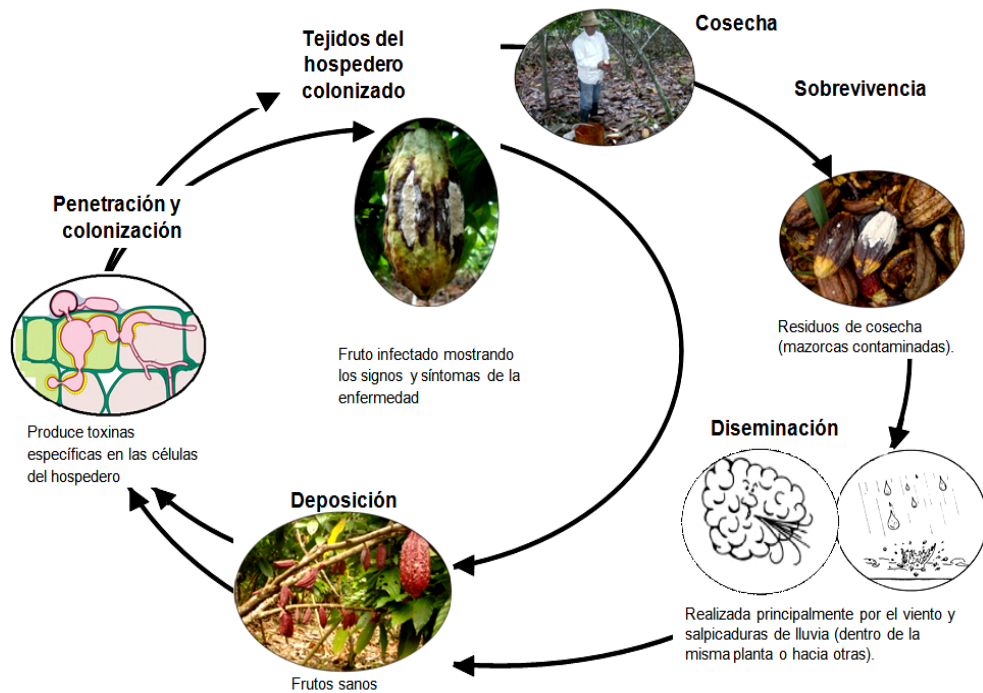 Cosecha
Tejidos del
hospedero
colonizado
Sobrevivencia
Penetración y
colonización
Residuos de cosecha
(mazorcas contaminadas).
Fruto infectado mostrando
los signos y síntomas de la
enfermedad
Diseminación
Produce toxinas
específicas en las células
del hospedero
Deposición
Realizada principalmente por el viento y
salpicaduras de lluvia (dentro de la
misma planta o hacia otras).
Frutos sanos